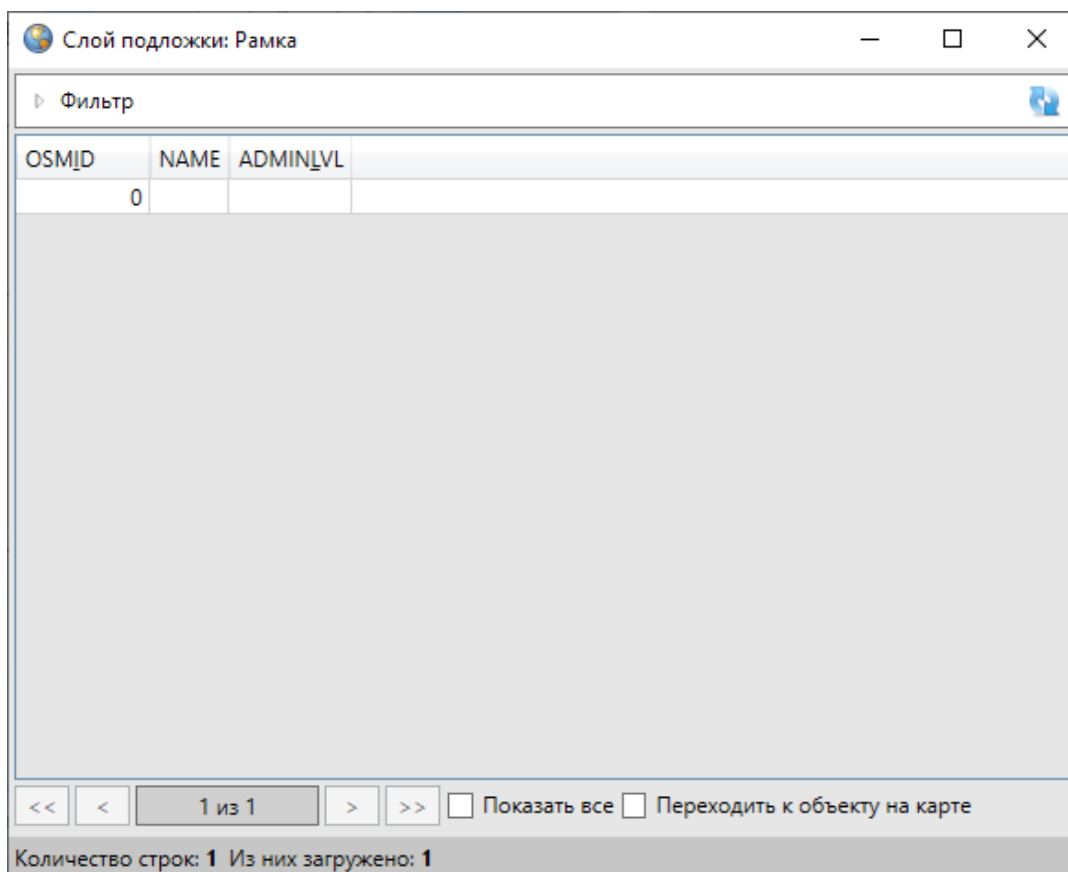 Слой подложки: Рамка
Фильтр
OSMID NAME ADMINLVL
0
<< < 1 из 1 > >> Показать все Переходить к объекту на карте
Количество строк: 1 Из них загружено: 1